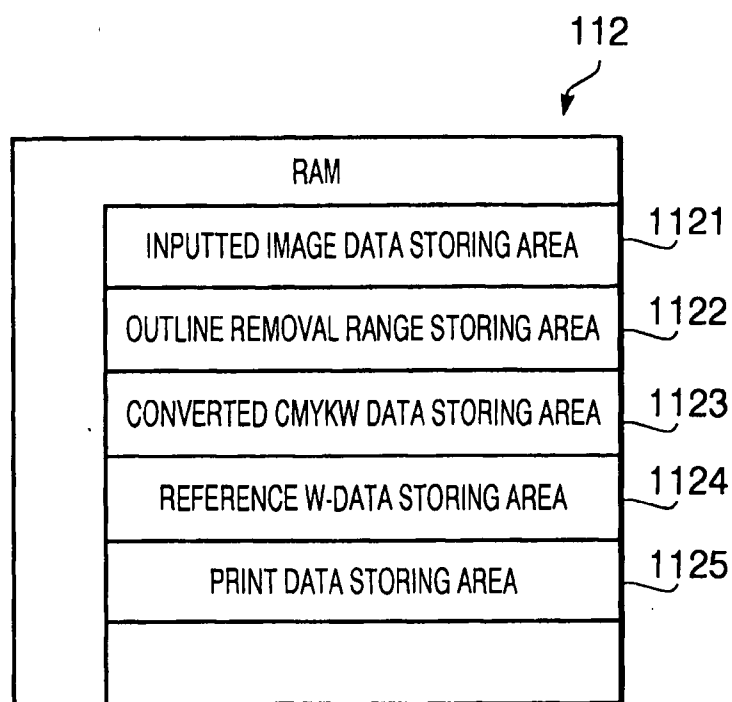 112
RAM
INPUTTED IMAGE DATA STORING AREA 1121
OUTLINE REMOVAL RANGE STORING AREA 1122
CONVERTED CMYKW DATA STORING AREA 1123
REFERENCE W-DATA STORING AREA 1124
PRINT DATA STORING AREA 1125